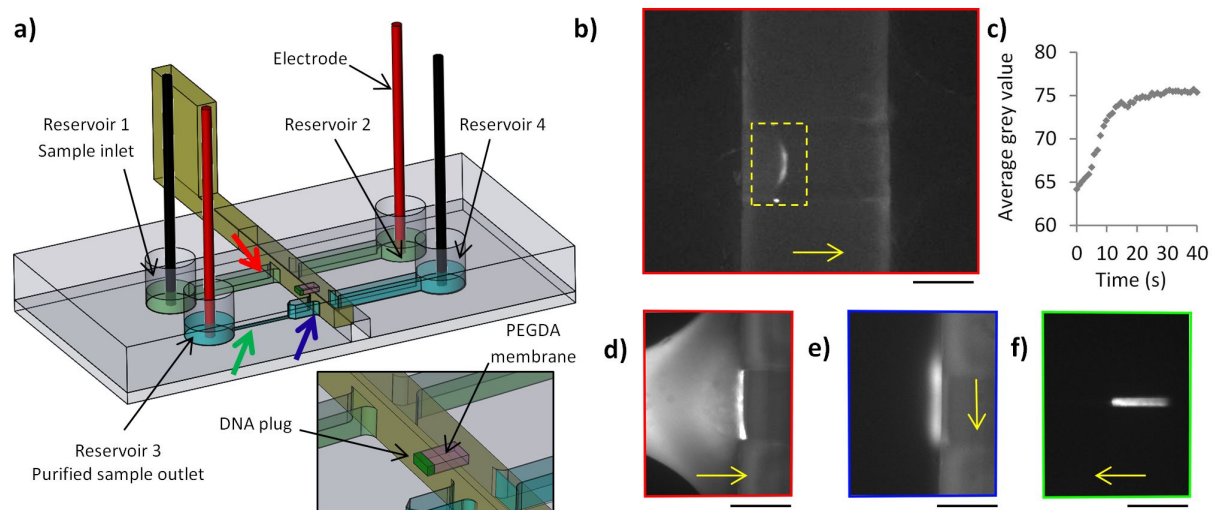 a)
Electrode
Reservoir 1
Sample inlet
Reservoir 2
Reservoir 4
PEGDA
membrane
DNA plug
Reservoir 3
Purified sample outlet
b)
c)
Average grey value
80
75
70
65
60
0 10 20 30 40
Time (s)
d)
e)
f)